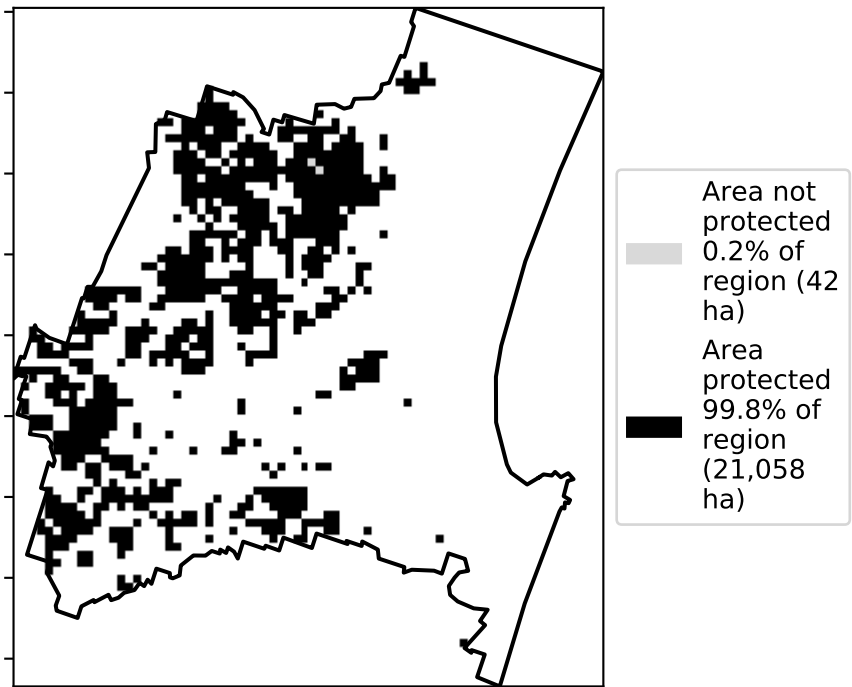 Area not
protected
0.2% of
region (42
ha)
Area
protected
99.8% of
region
(21,058
ha)